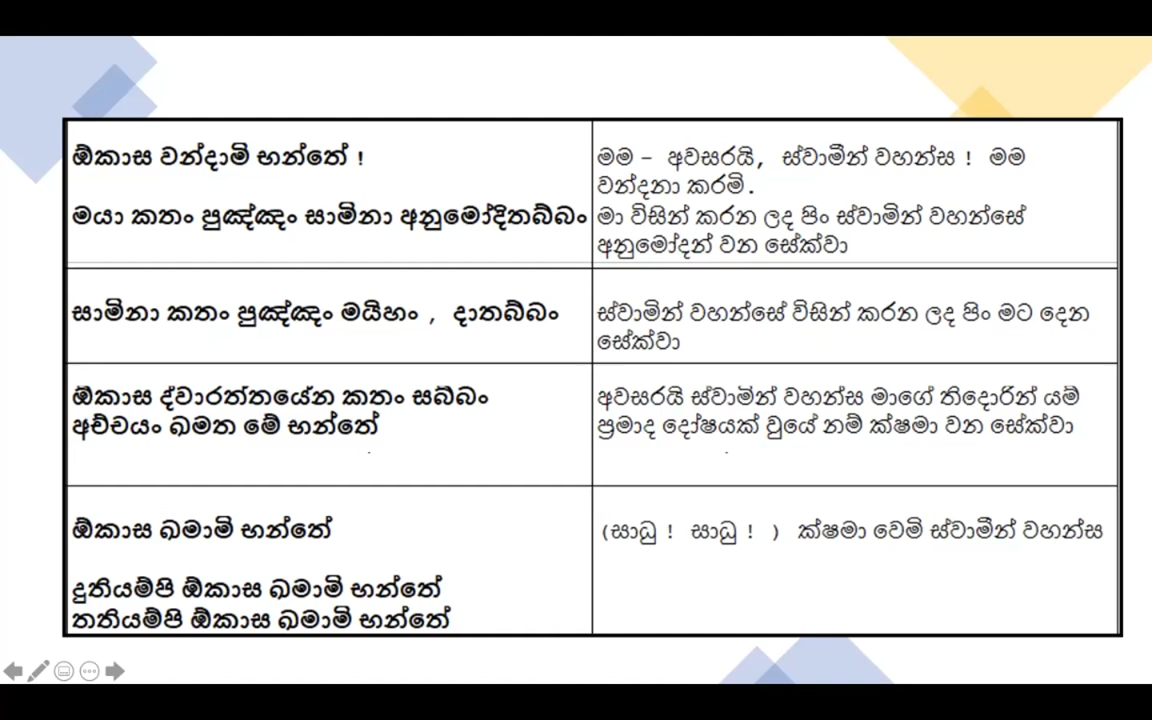 ඕකාස වන්දාමි භන්තේ !
මයා කතං පුඤ්ඤං සාමිනා අනුමෝදිතබ්බං
මම – අවසරයි, ස්වාමීන් වහන්ස ! මම
වන්දනා කරමි.
මා විසින් කරන ලද පිං ස්වාමින් වහන්සේ
අනුමෝදන් වන සේක්වා
සාමිනා කතං පුඤ්ඤං මයිහං , දාතබ්බං
ස්වාමින් වහන්සේ විසින් කරන ලද පිං මට දෙන
සේක්වා
ඕකාස ද්වාරත්තයේන කතං සබ්බං
අච්චයං ඛමත මේ භන්තේ
අවසරයි ස්වාමින් වහන්ස මාගේ තිදොරින් යම්
ප්‍රමාද දෝෂයක් වුයේ නම් ක්ෂමා වන සේක්වා
ඕකාස ඛමාමි භන්තේ
දුතියම්පි ඕකාස ඛමාමි භන්තේ
තතියම්පි ඕකාස ඛමාමි භන්තේ
(සාධු ! සාධු ! ) ක්ෂමා වෙමි ස්වාමීන් වහන්ස